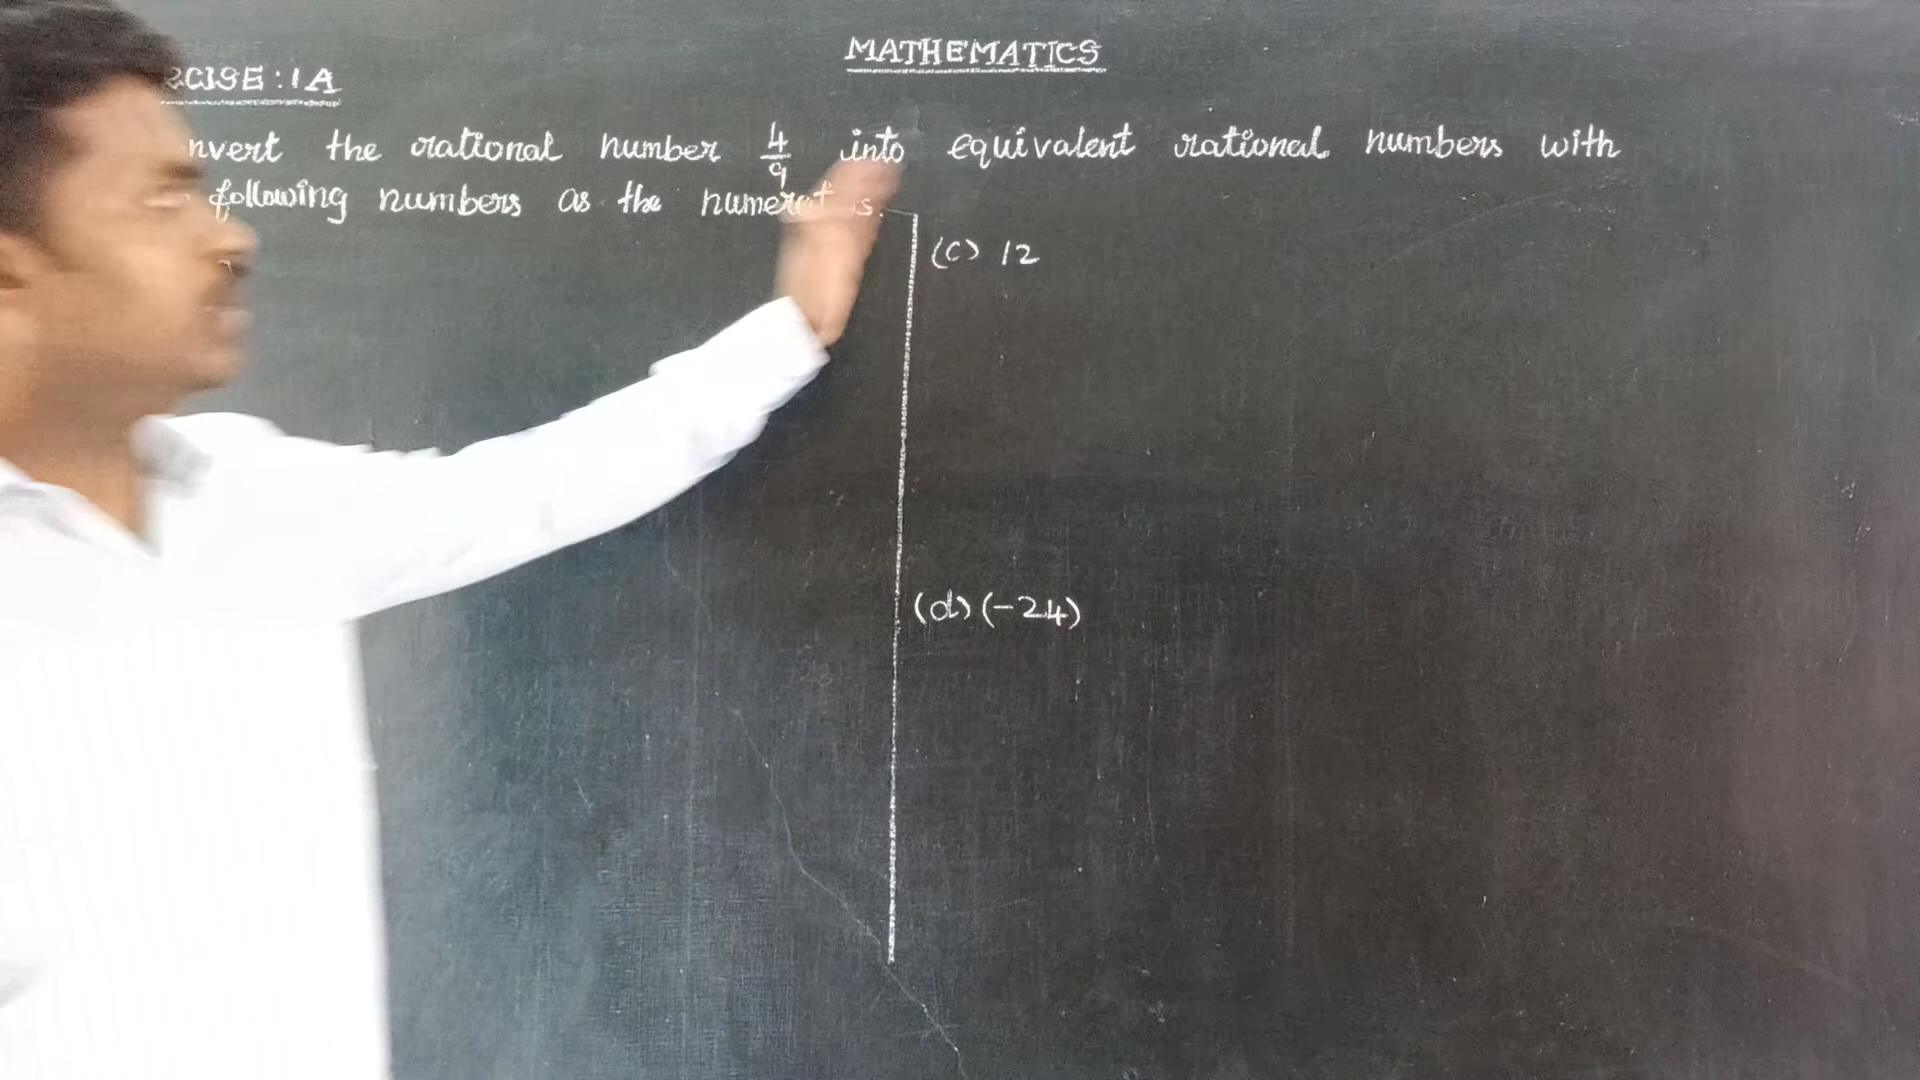 MATHEMATICS
RCISE : 1A
nvert the rational number 4/9 into equivalent rational numbers with
following numbers as the
(c) 12
(d) (-24)